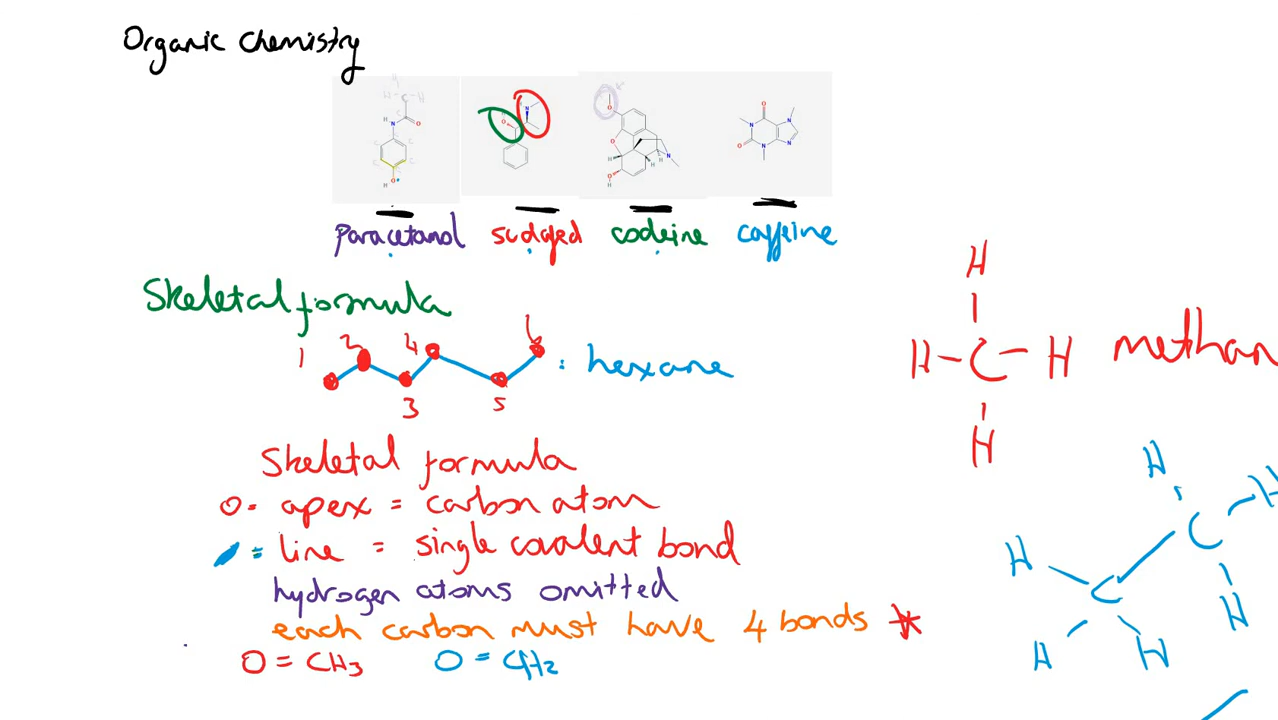 Organic Chemistry
paracetamol sudafed codeine caffeine
Skeletal formula
1 2 3 4 5 6 : hexane
H
H-C-H methan
H
Skeletal formula
O = apex = carbon atom
= line = single covalent bond
hydrogen atoms omitted
each carbon must have 4 bonds *
O = CH3 O = CH2
H
C H
H
C
H
H H